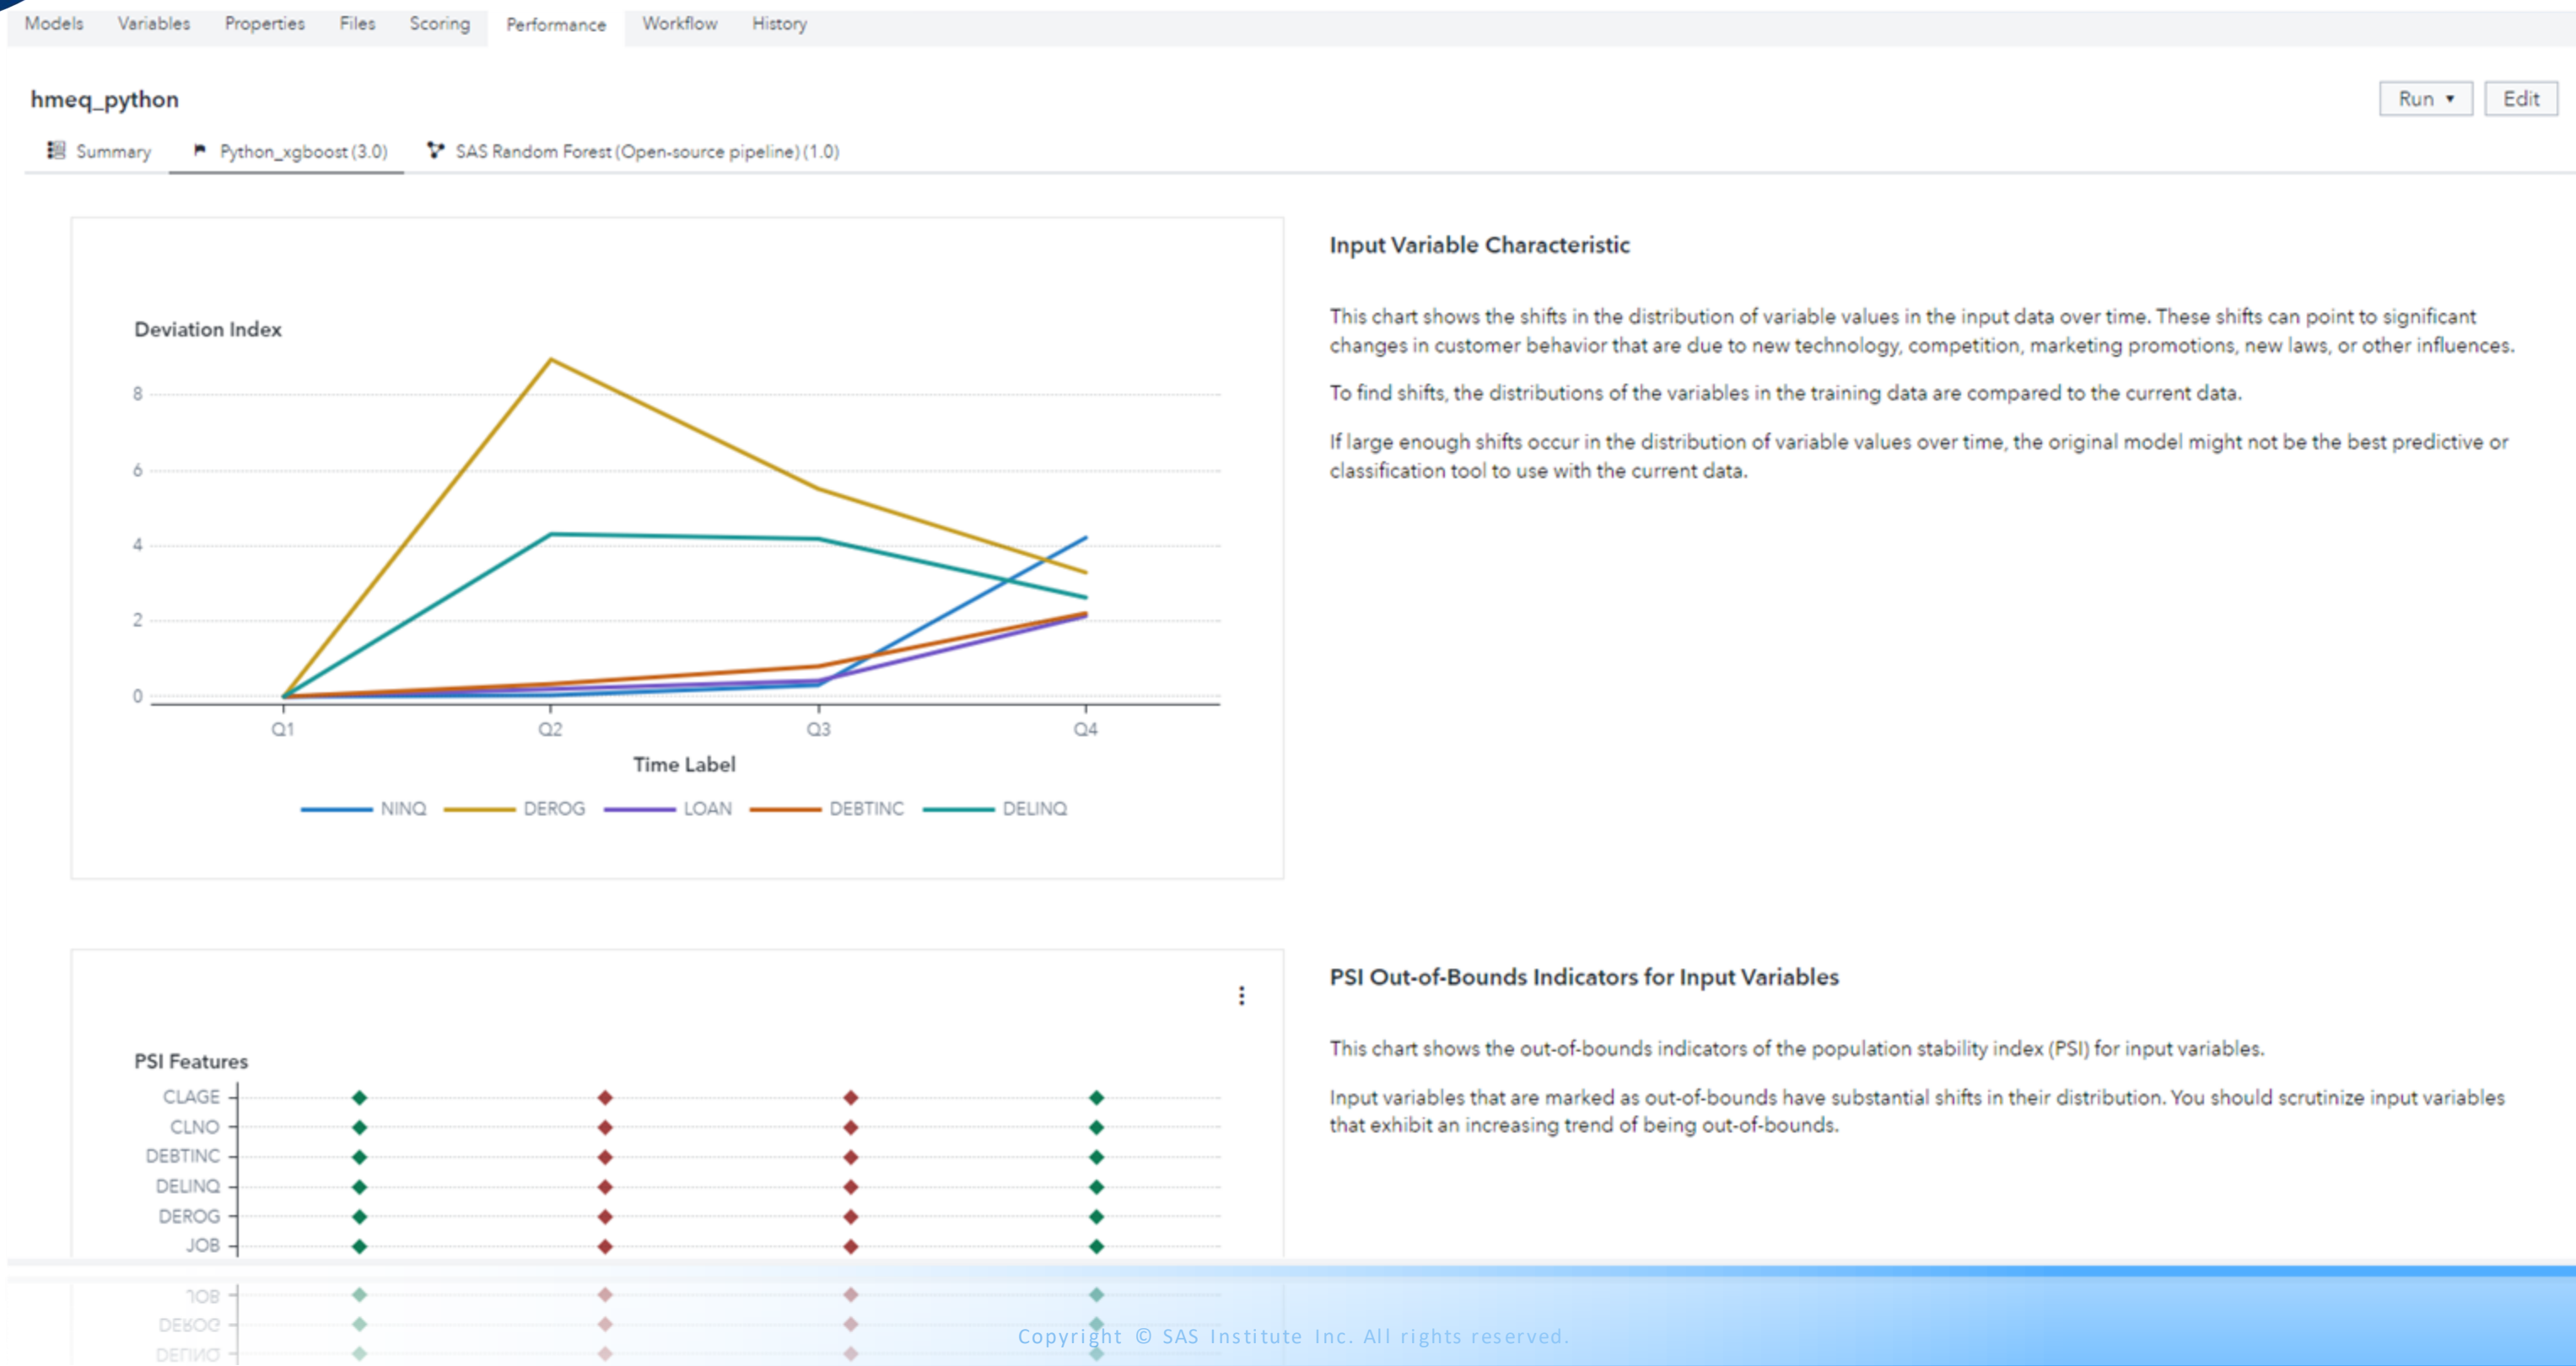 Models Variables Properties Files Scoring Performance Workflow History
hmeq_python
Run Edit
Summary Python_xgboost (3.0) SAS Random Forest (Open-source pipeline) (1.0)
Deviation Index
8
6
4
2
0
Q1 Q2 Q3 Q4
Time Label
NINQ DEROG LOAN DEBTINC DELINQ
Input Variable Characteristic
This chart shows the shifts in the distribution of variable values in the input data over time. These shifts can point to significant
changes in customer behavior that are due to new technology, competition, marketing promotions, new laws, or other influences.
To find shifts, the distributions of the variables in the training data are compared to the current data.
If large enough shifts occur in the distribution of variable values over time, the original model might not be the best predictive or
classification tool to use with the current data.
PSI Features
CLAGE
CLNO
DEBTINC
DELINQ
DEROG
JOB
PSI Out-of-Bounds Indicators for Input Variables
This chart shows the out-of-bounds indicators of the population stability index (PSI) for input variables.
Input variables that are marked as out-of-bounds have substantial shifts in their distribution. You should scrutinize input variables
that exhibit an increasing trend of being out-of-bounds.
JOB
DEROG
DELINQ
Copyright © SAS Institute Inc. All rights reserved.